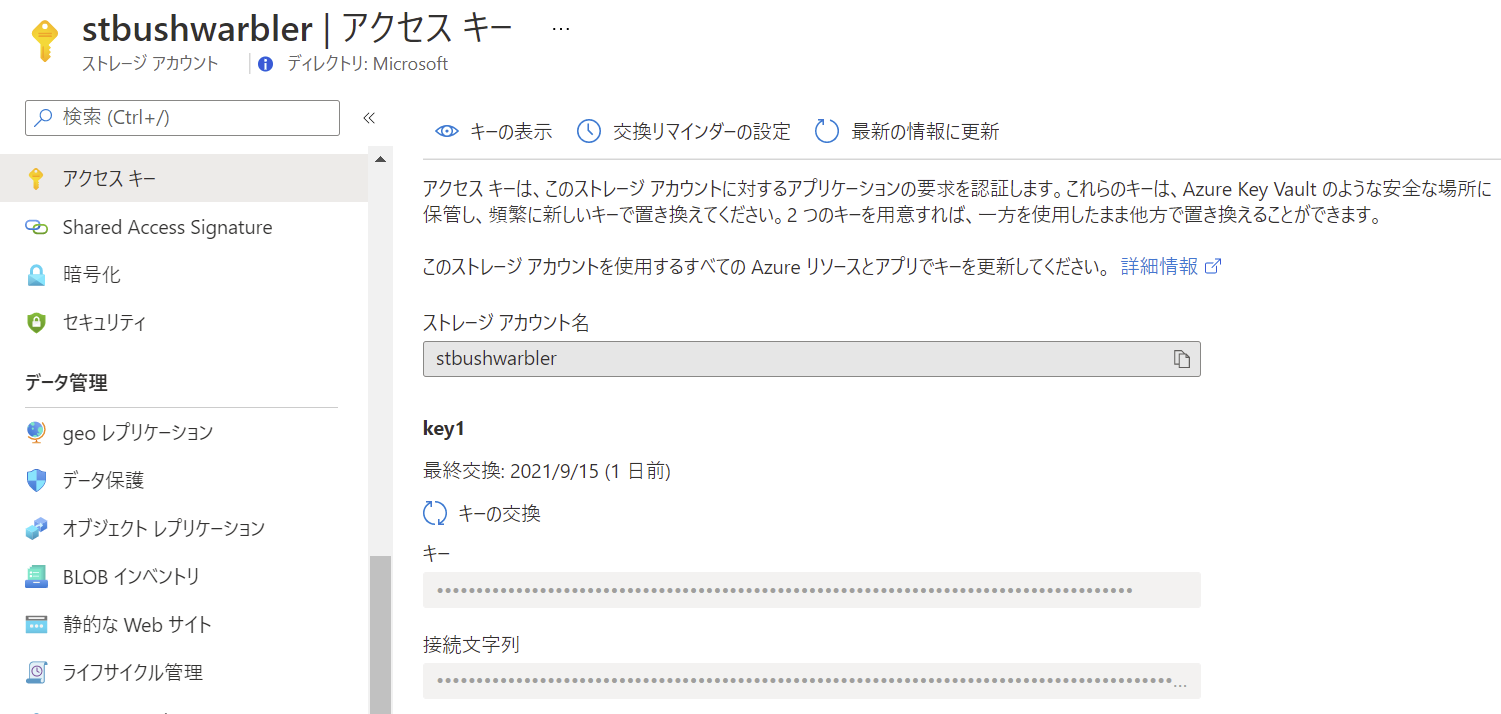 stbushwarbler | アクセス キー ...
ストレージ アカウント
ディレクトリ: Microsoft
検索 (Ctrl+/)
«
アクセス キー
Shared Access Signature
暗号化
セキュリティ
データ管理
geo レプリケーション
データ保護
オブジェクト レプリケーション
BLOB インベントリ
静的な Web サイト
ライフサイクル管理
キーの表示
交換リマインダーの設定
最新の情報に更新
アクセス キーは、このストレージ アカウントに対するアプリケーションの要求を認証します。これらのキーは、Azure Key Vault のような安全な場所に
保管し、頻繁に新しいキーで置き換えてください。2 つのキーを用意すれば、一方を使用したまま他方で置き換えることができます。
このストレージ アカウントを使用するすべての Azure リソースとアプリでキーを更新してください。 詳細情報
ストレージ アカウント名
stbushwarbler
key1
最終交換: 2021/9/15 (1 日前)
キーの交換
キー
接続文字列